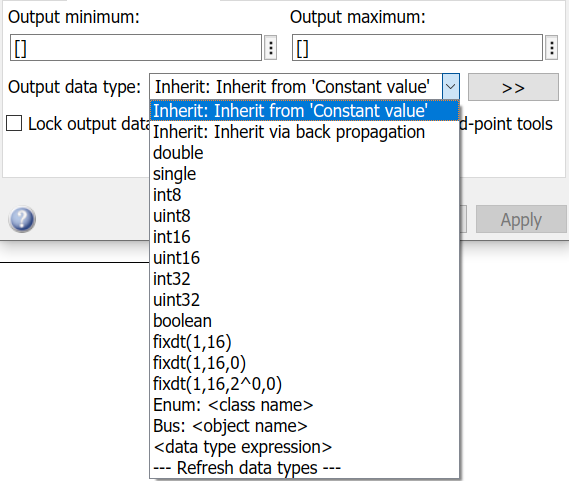 Output minimum:
Output maximum:
[]
[]
Output data type:
Inherit: Inherit from 'Constant value'
>>
Inherit: Inherit from 'Constant value'
Lock output data
d-point tools
Inherit: Inherit via back propagation
double
single
int8
uint8
int16
Apply
uint16
int32
uint32
boolean
fixdt(1,16)
fixdt(1,16,0)
fixdt(1,16,2^0,0)
Enum: <class name>
Bus: <object name>
<data type expression>
--- Refresh data types ---